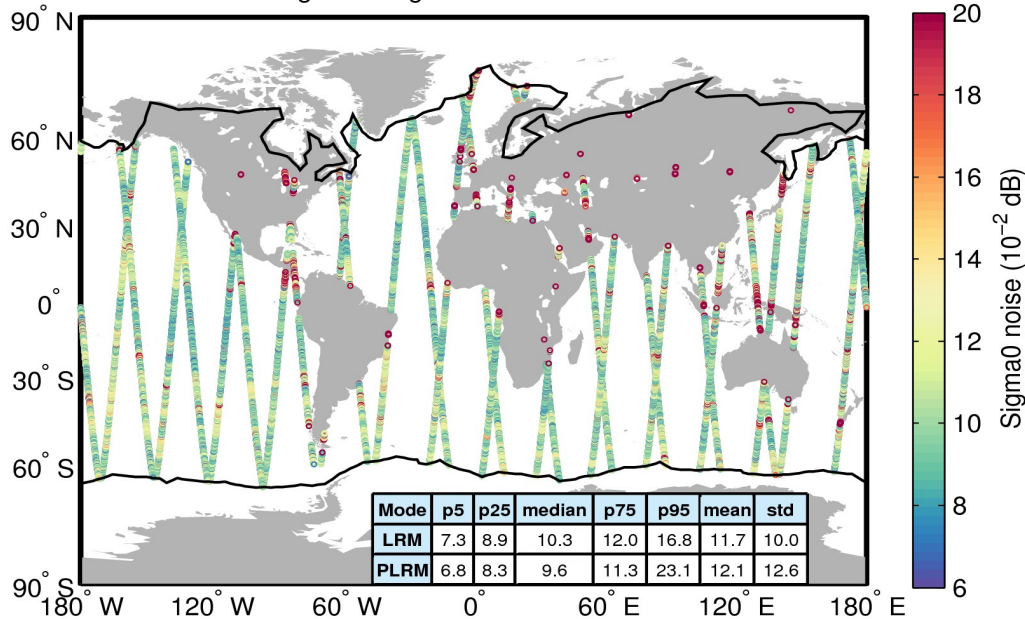 90° N
60° N
30° N
0°
30° S
60° S
90° S
180° W
120° W
60° W
0°
60° E
120° E
180° E
Mode p5 p25 median p75 p95 mean std
LRM 7.3 8.9 10.3 12.0 16.8 11.7 10.0
PLRM 6.8 8.3 9.6 11.3 23.1 12.1 12.6
20
18
16
14
12
10
8
6
Sigma0 noise (10⁻² dB)